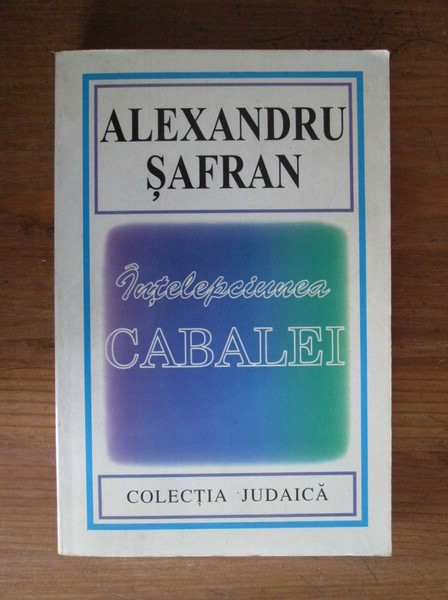 ALEXANDRU
ȘAFRAN
Înțelepciunea
CABALEI
COLECȚIA JUDAICĂ